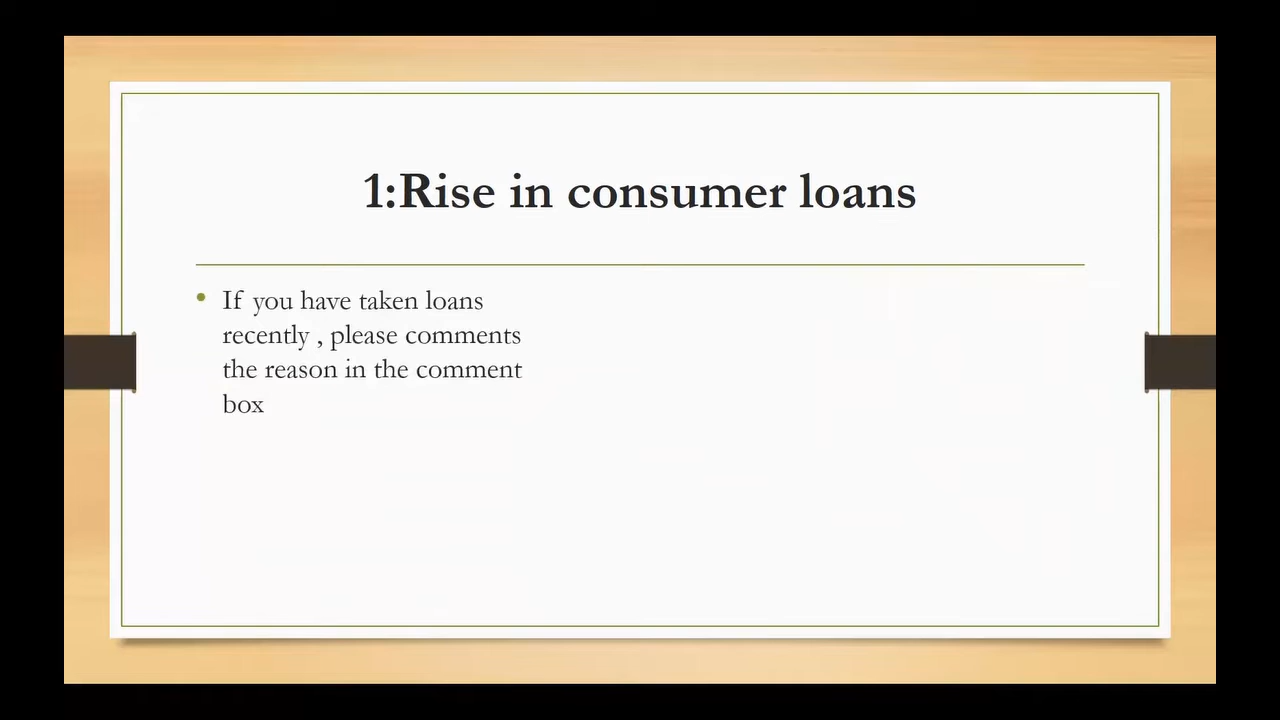 1:Rise in consumer loans
If you have taken loans
recently , please comments
the reason in the comment
box